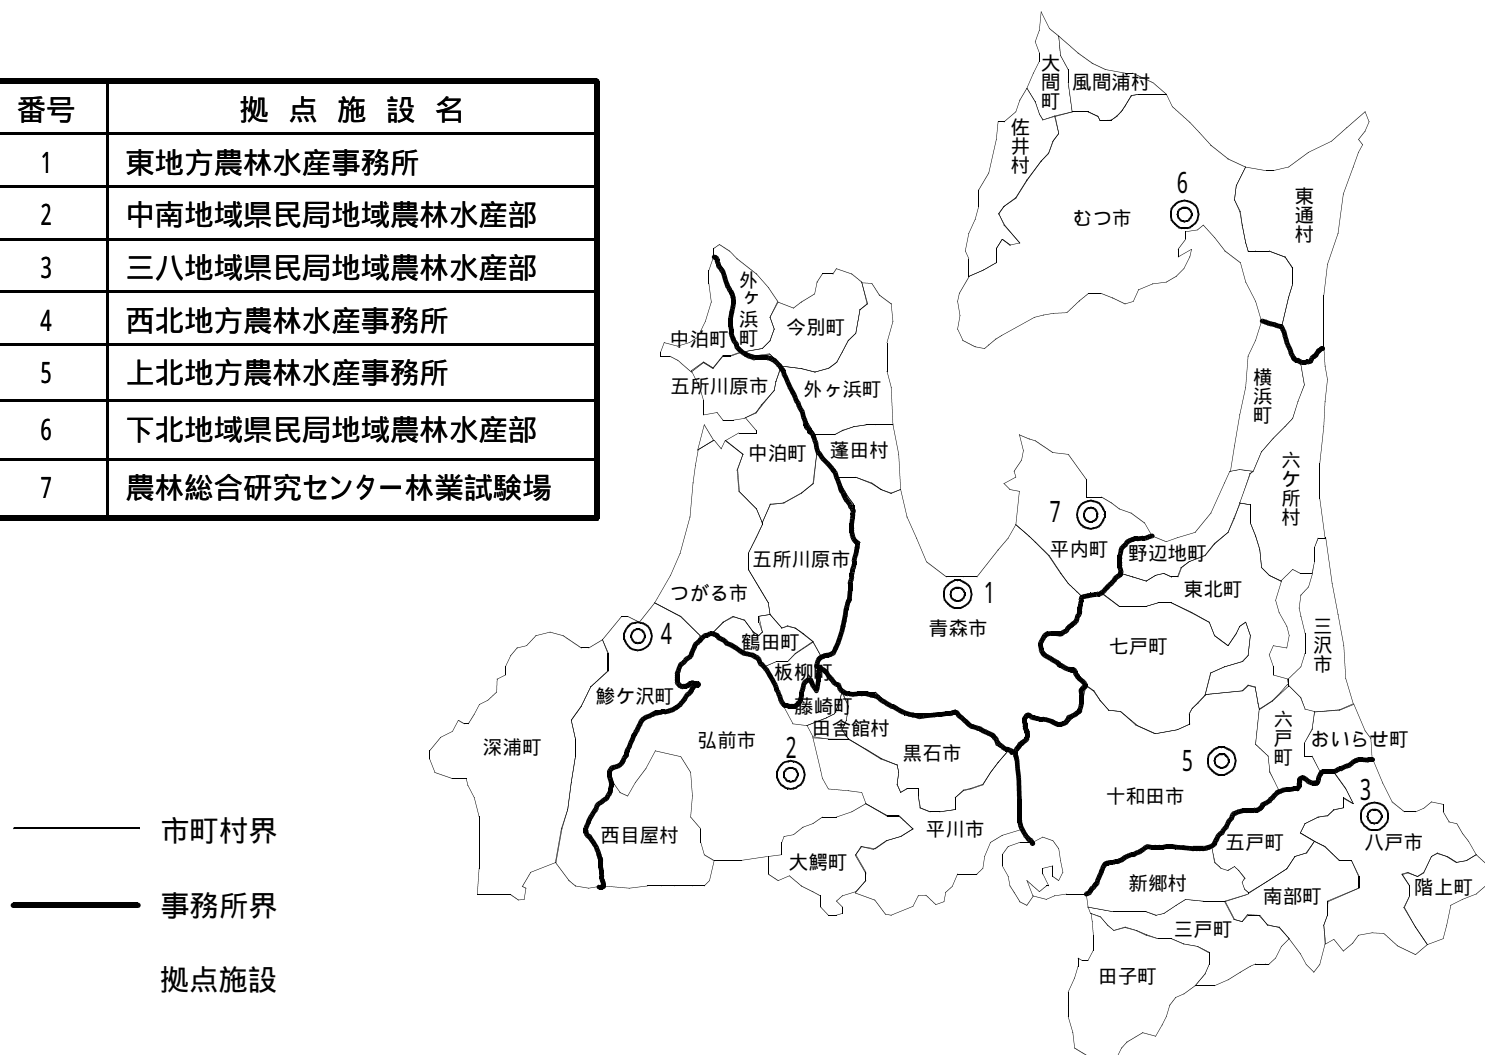 番号 拠点施設名
1 東地方農林水産事務所
2 中南地域県民局地域農林水産部
3 三八地域県民局地域農林水産部
4 西北地方農林水産事務所
5 上北地方農林水産事務所
6 下北地域県民局地域農林水産部
7 農林総合研究センター林業試験場
大間町
風間浦村
佐井村
6
むつ市
東通村
外ヶ浜町
今別町
中泊町
五所川原市
外ヶ浜町
横浜町
中泊町
蓬田村
六ケ所村
7
平内町
野辺地町
五所川原市
東北町
つがる市
1
青森市
4
鶴田町
七戸町
三沢市
板柳町
鰺ケ沢町
藤崎町
田舎館村
深浦町
弘前市
2
黒石市
六戸町
おいらせ町
5
十和田市
3
西目屋村
平川市
大鰐町
五戸町
八戸市
新郷村
南部町
階上町
三戸町
田子町
市町村界
事務所界
拠点施設